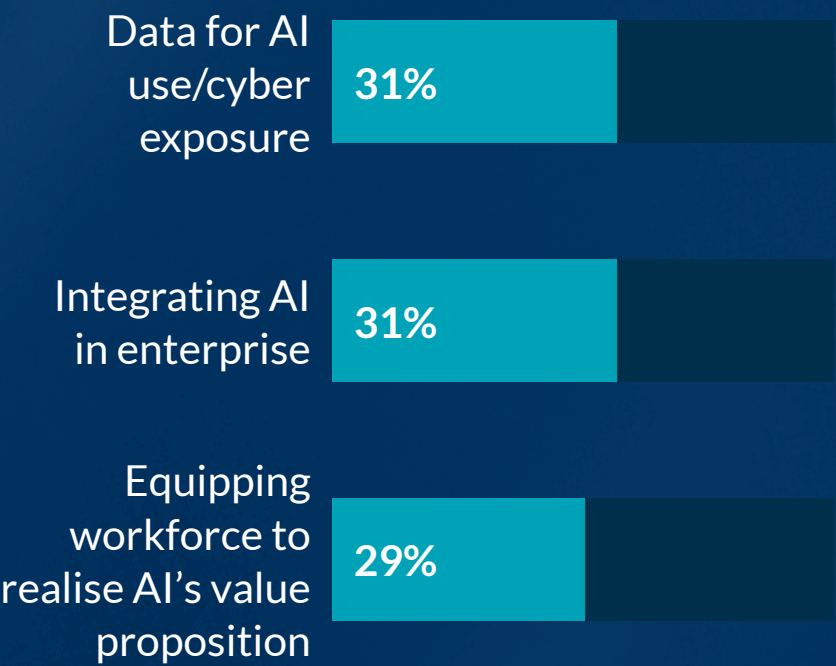 Data for AI
use/cyber
exposure
31%
Integrating AI
in enterprise
31%
Equipping
workforce to
realise AI’s value
proposition
29%